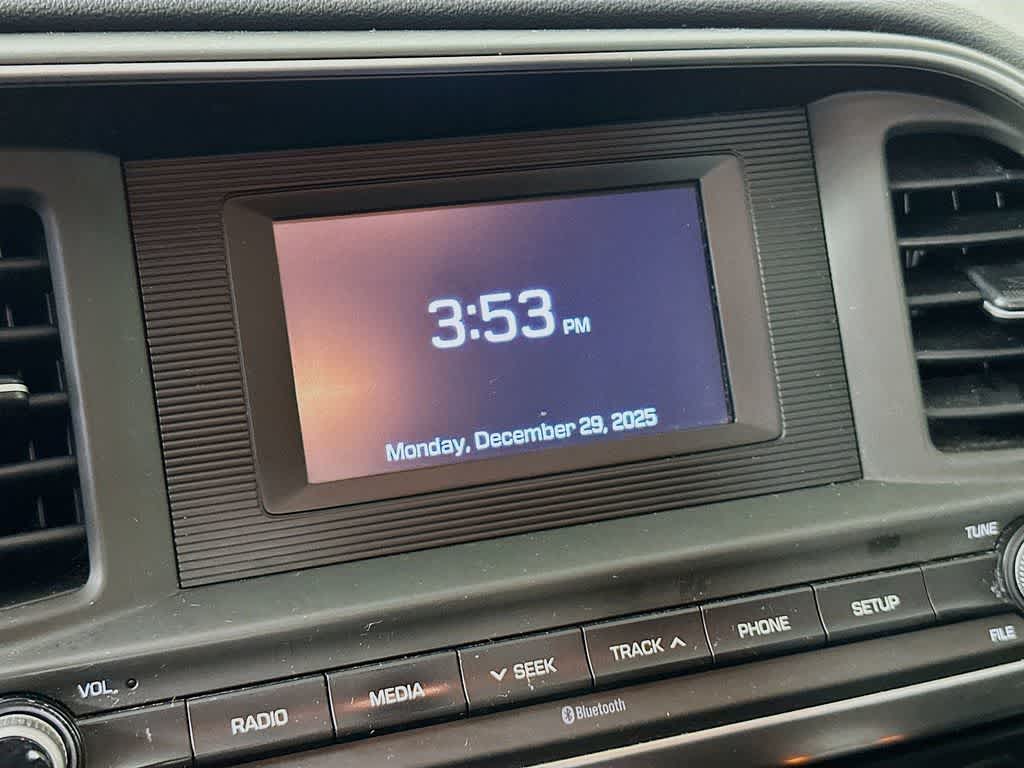 3:53 PM
Monday, December 29, 2025
TUNE
VOL.
RADIO
MEDIA
SEEK
TRACK
PHONE
SETUP
FILE
Bluetooth